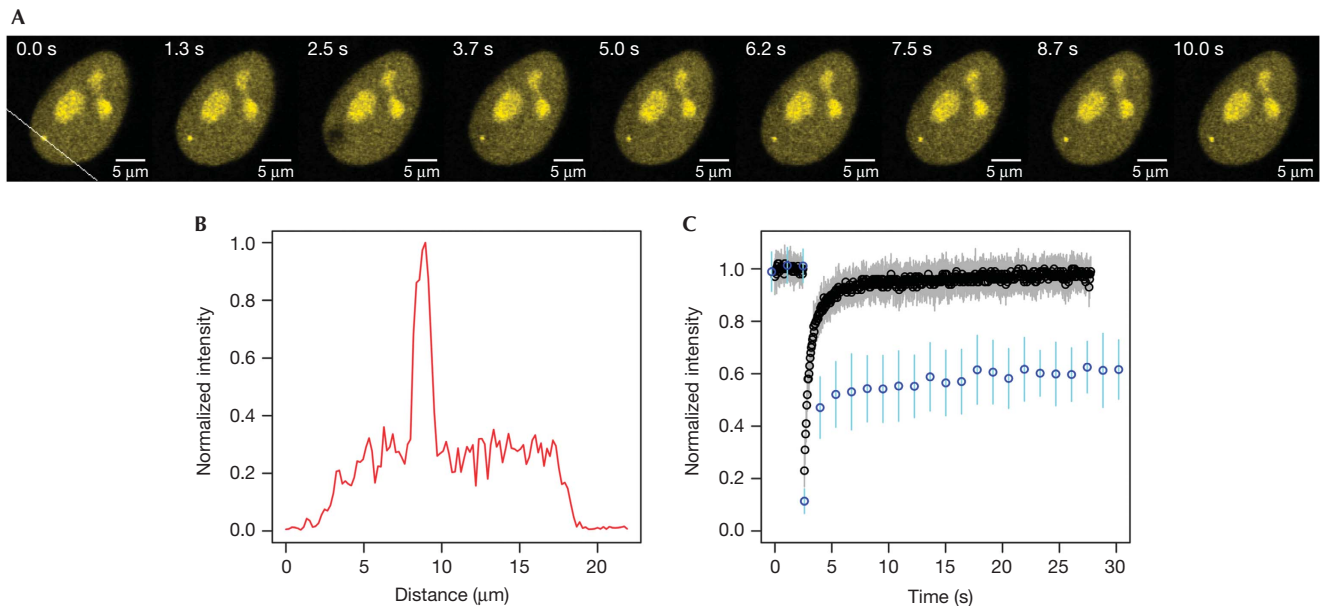 A
0.0 s 1.3 s 2.5 s 3.7 s 5.0 s 6.2 s 7.5 s 8.7 s 10.0 s
5 µm 5 µm 5 µm 5 µm 5 µm 5 µm 5 µm 5 µm 5 µm
B
Normalized intensity
1.0
0.8
0.6
0.4
0.2
0.0
0 5 10 15 20
Distance (µm)
C
Normalized intensity
1.0
0.8
0.6
0.4
0.2
0.0
0 5 10 15 20 25 30
Time (s)